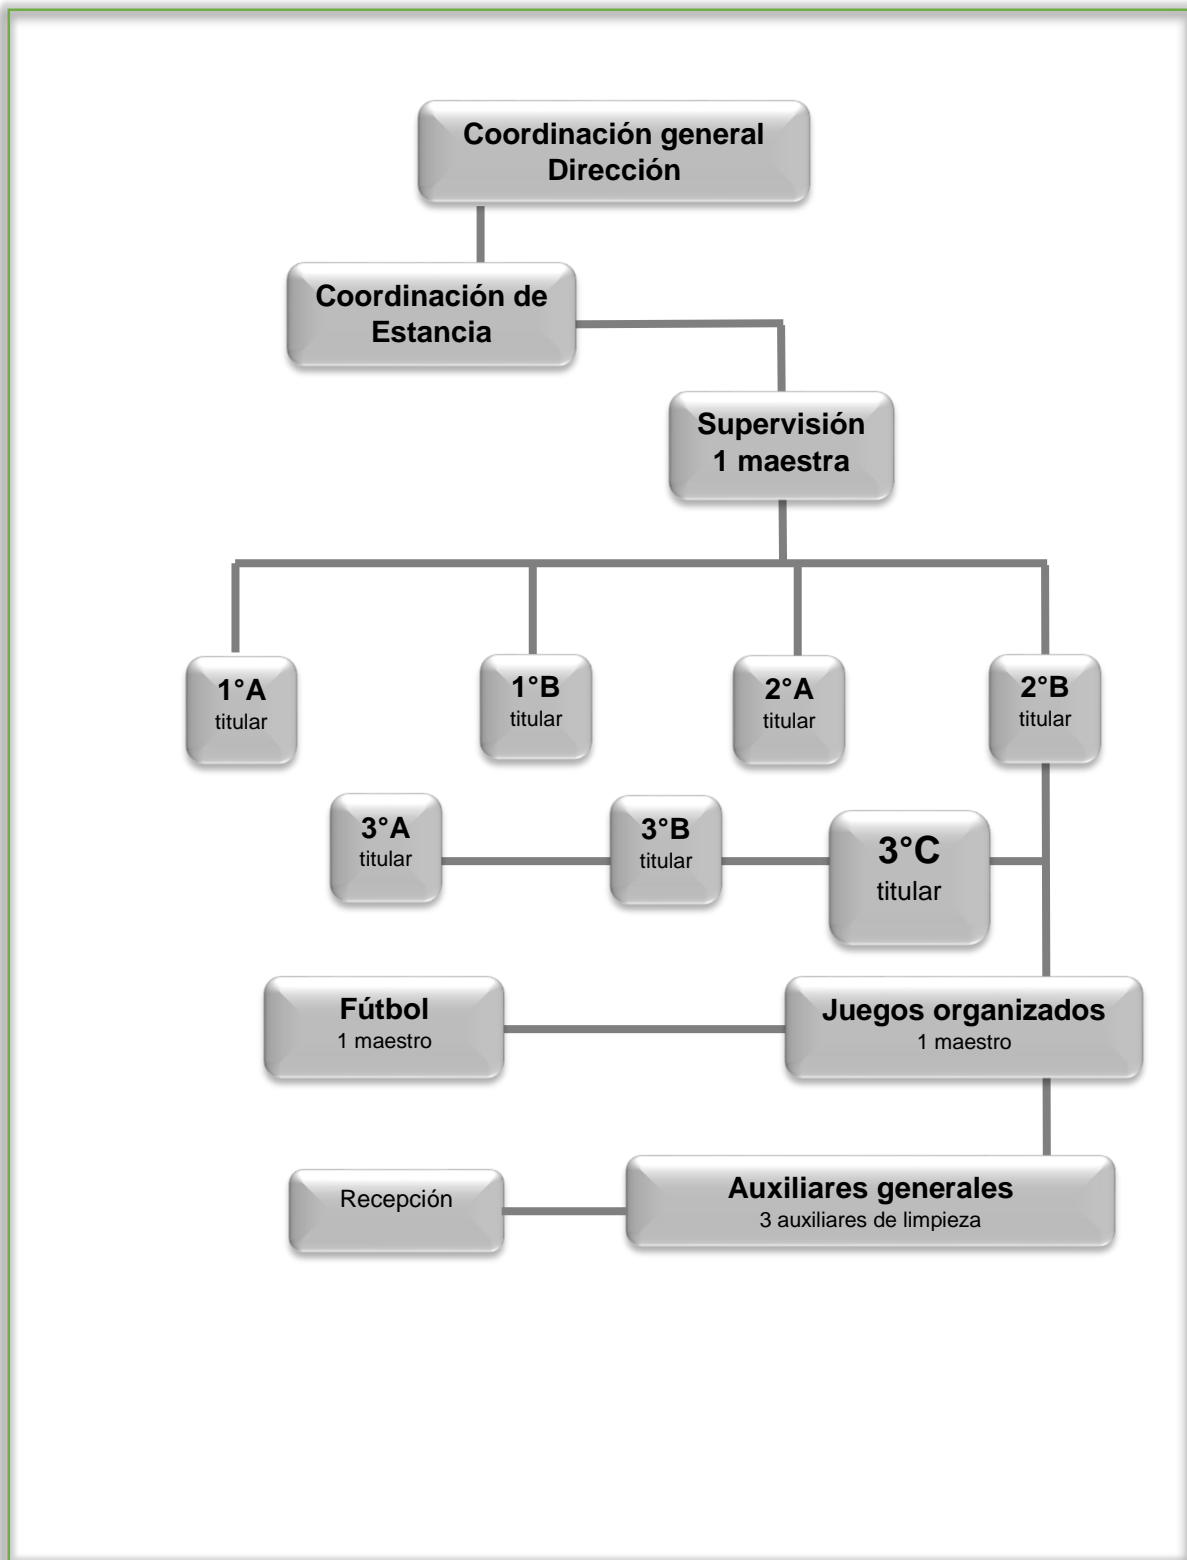 Coordinación general
Dirección
Coordinación de
Estancia
Supervisión
1 maestra
1°A
titular
1°B
titular
2°A
titular
2°B
titular
3°A
titular
3°B
titular
3°C
titular
Fútbol
1 maestro
Juegos organizados
1 maestro
Recepción
Auxiliares generales
3 auxiliares de limpieza